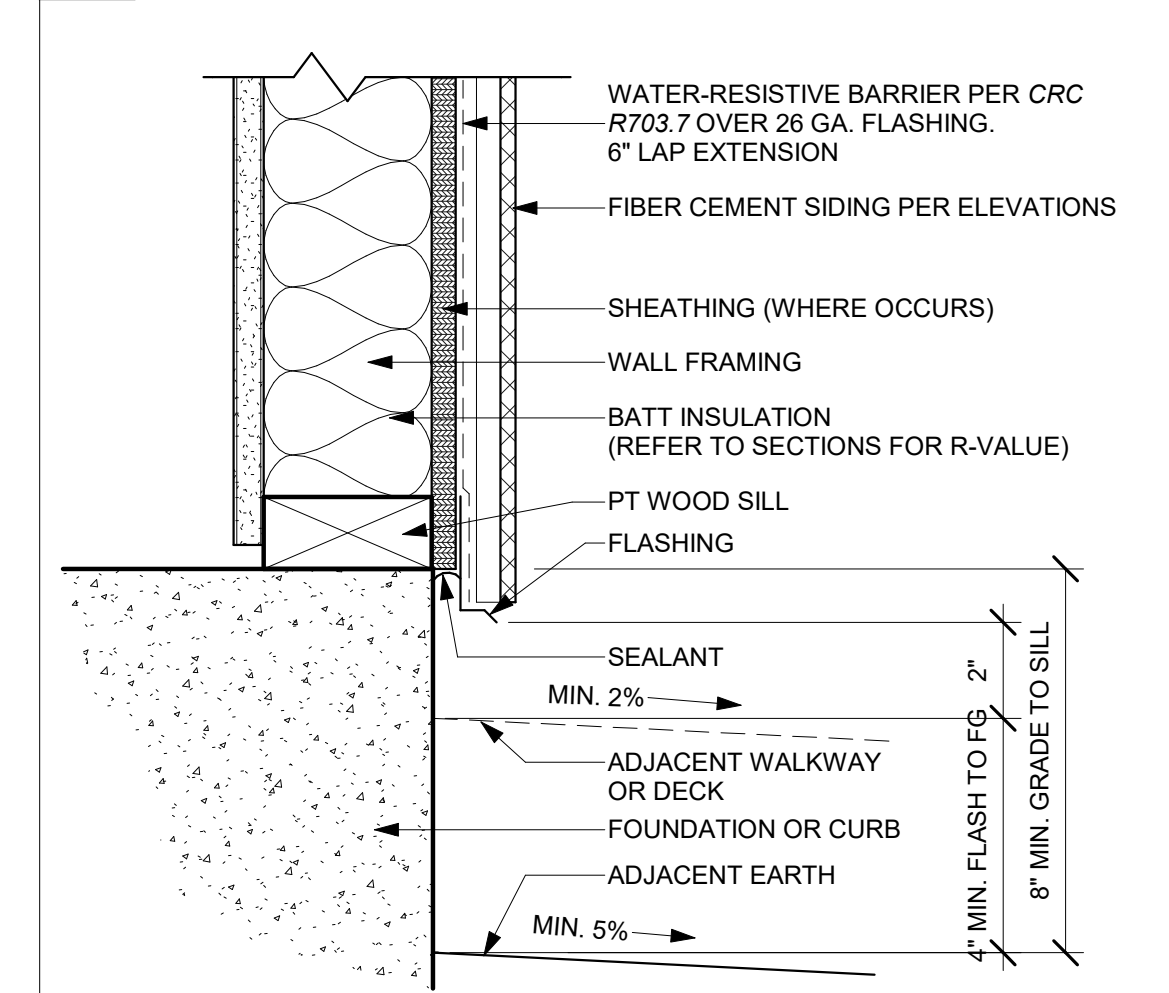 WATER-RESISTIVE BARRIER PER CRC
R703.7 OVER 26 GA. FLASHING.
6" LAP EXTENSION
FIBER CEMENT SIDING PER ELEVATIONS
SHEATHING (WHERE OCCURS)
WALL FRAMING
BATT INSULATION
(REFER TO SECTIONS FOR R-VALUE)
PT WOOD SILL
FLASHING
SEALANT
MIN. 2%
ADJACENT WALKWAY
OR DECK
FOUNDATION OR CURB
ADJACENT EARTH
MIN. 5%
2"
4" MIN. FLASH TO FG
8" MIN. GRADE TO SILL